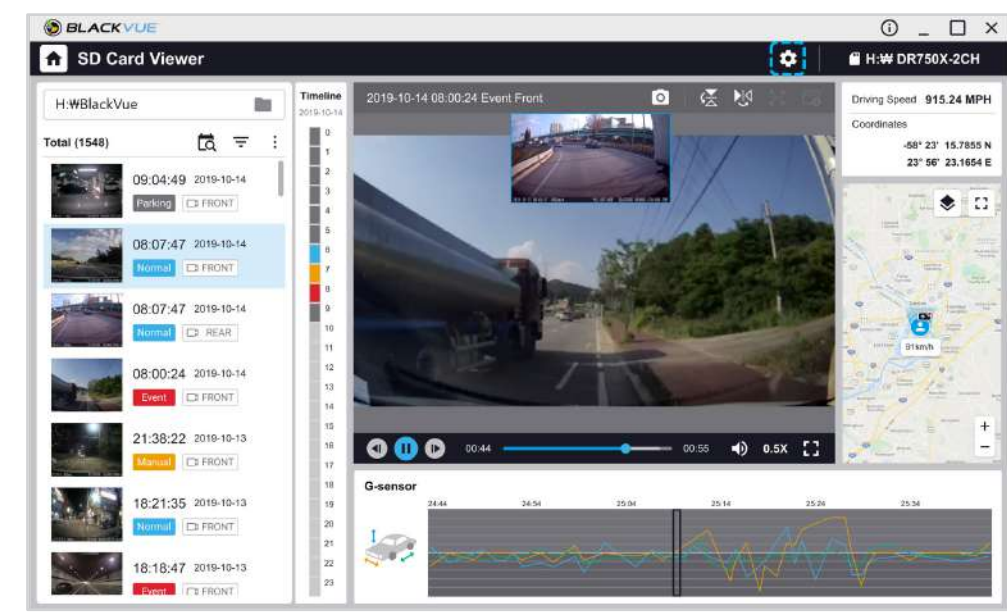 BLACKVUE
SD Card Viewer
H:₩ DR750X-2CH
H:₩BlackVue
Total (1548)
09:04:49 2019-10-14
Parking FRONT
08:07:47 2019-10-14
Normal FRONT
08:07:47 2019-10-14
Normal REAR
08:00:24 2019-10-14
Event FRONT
21:38:22 2019-10-13
Manual FRONT
18:21:35 2019-10-13
Normal FRONT
18:18:47 2019-10-13
Event FRONT
Timeline
2019-10-14
0
1
2
3
4
5
6
7
8
9
10
11
12
13
14
15
16
17
18
19
20
21
22
23
2019-10-14 08:00:24 Event Front
00:44
00:55
0.5X
Driving Speed 915.24 MPH
Coordinates
-58° 23' 15.7855 N
23° 56' 23.1654 E
91km/h
+
−
G-sensor
24:44 24:54 25:04 25:14 25:24 25:34